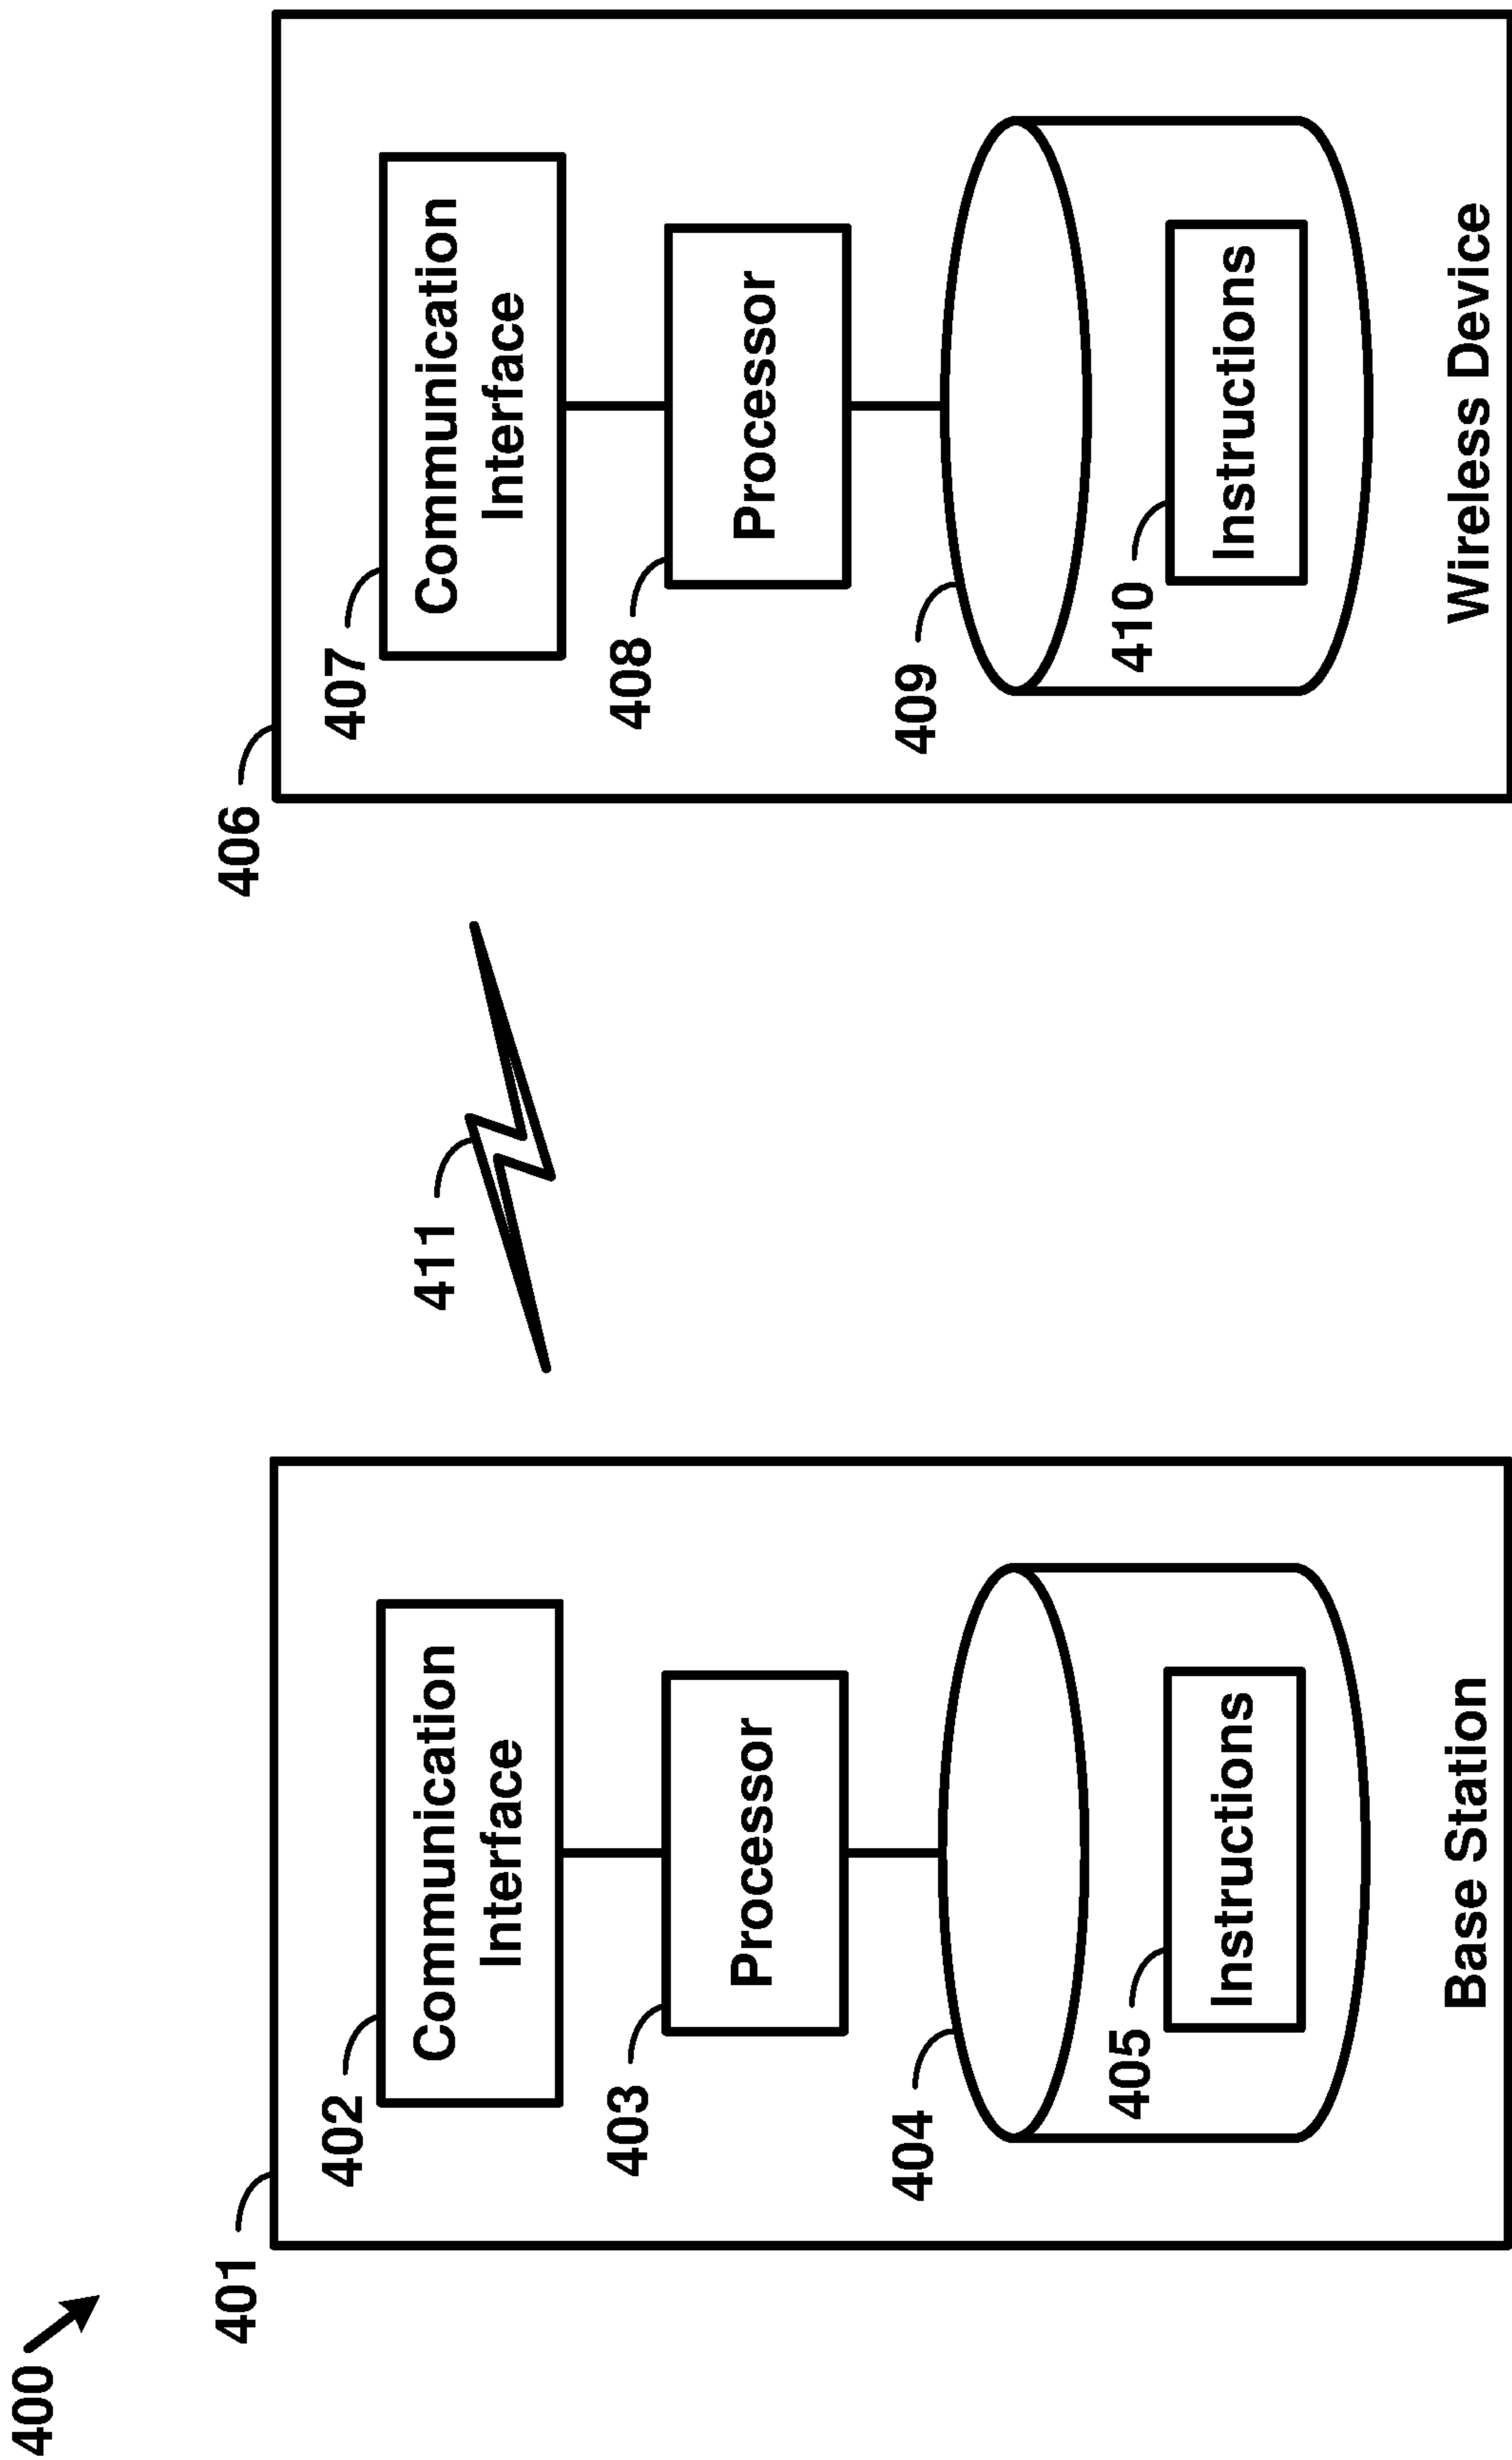 400
401
402
Communication
Interface
403
Processor
404
405
Instructions
Base Station
411
406
407
Communication
Interface
408
Processor
409
410
Instructions
Wireless Device